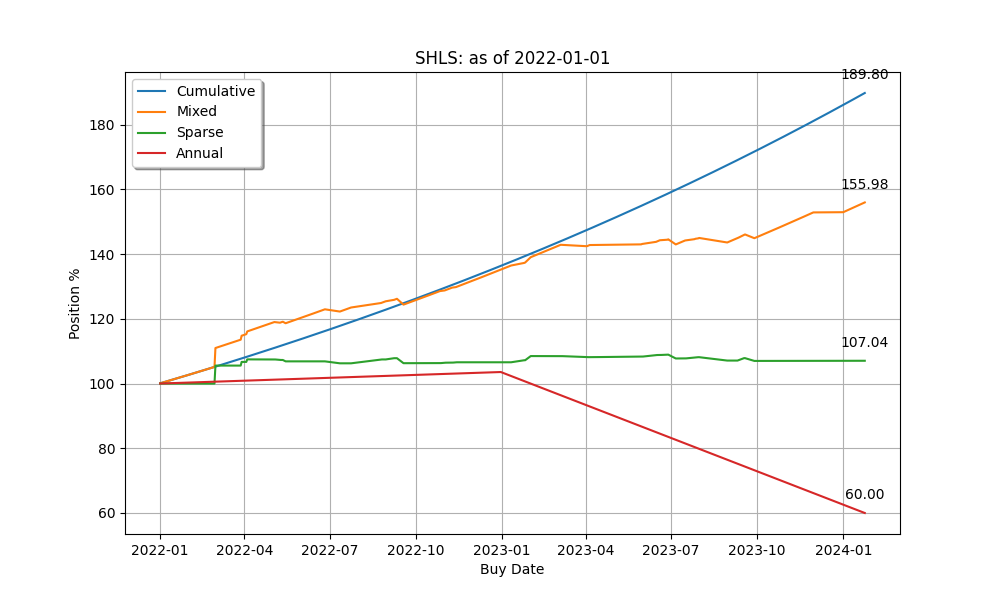 SHLS: as of 2022-01-01
189.80
Cumulative
Mixed
Sparse
Annual
180
160
155.98
140
120
107.04
100
80
60.00
60
Position %
2022-01 2022-04 2022-07 2022-10 2023-01 2023-04 2023-07 2023-10 2024-01
Buy Date